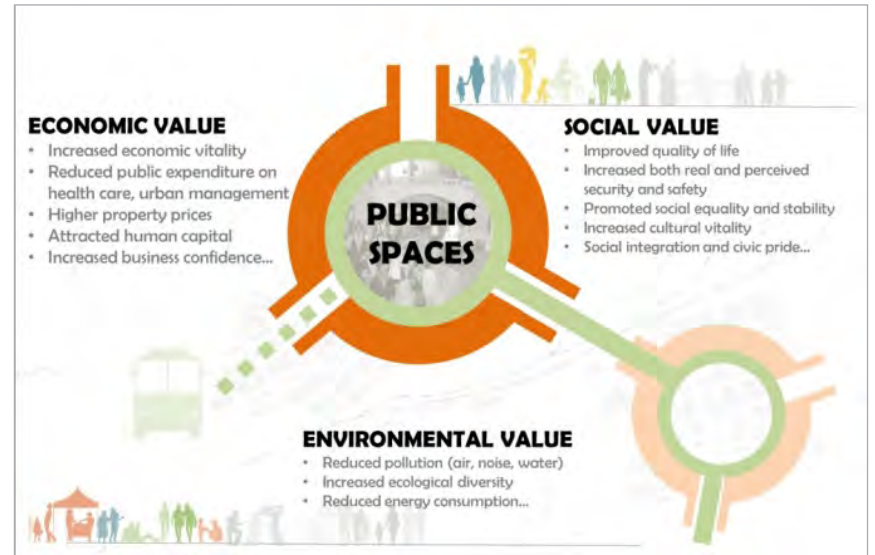 ECONOMIC VALUE
• Increased economic vitality
• Reduced public expenditure on
health care, urban management
• Higher property prices
• Attracted human capital
• Increased business confidence...
PUBLIC
SPACES
SOCIAL VALUE
• Improved quality of life
• Increased both real and perceived
security and safety
• Promoted social equality and stability
• Increased cultural vitality
• Social integration and civic pride...
ENVIRONMENTAL VALUE
• Reduced pollution (air, noise, water)
• Increased ecological diversity
• Reduced energy consumption...